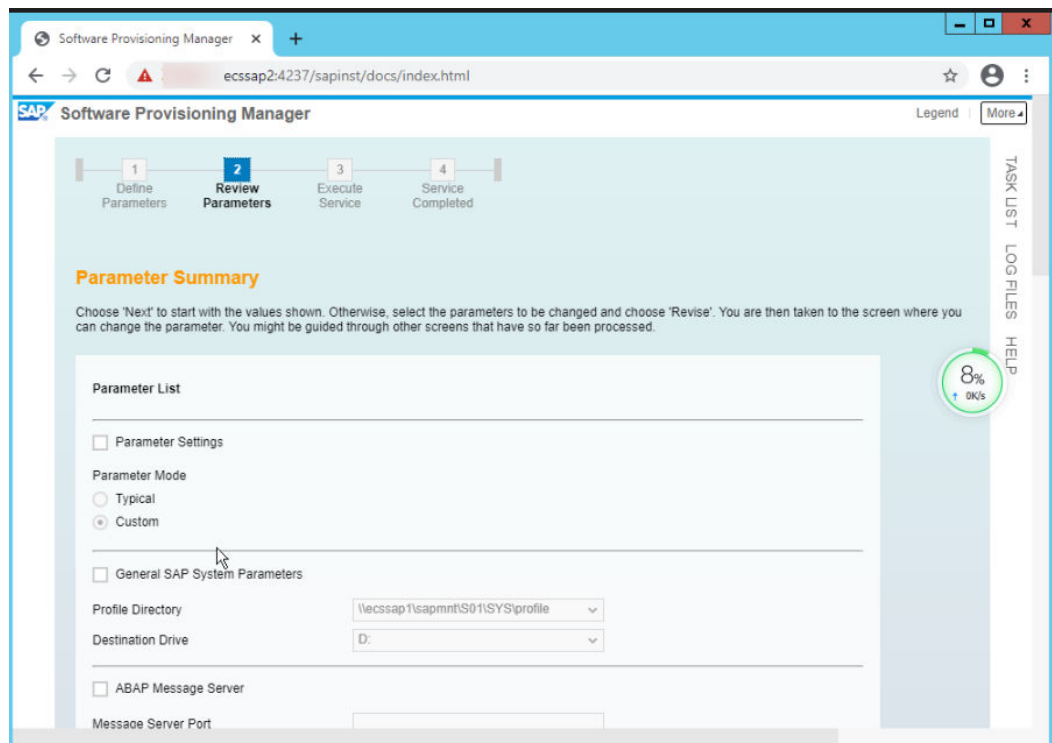 Software Provisioning Manager
ecssap2:4237/sapinst/docs/index.html
SAP Software Provisioning Manager
Legend
More
1
2
3
4
Define Parameters
Review Parameters
Execute Service
Service Completed
TASK LIST
LOG FILES
HELP
Parameter Summary
Choose 'Next' to start with the values shown. Otherwise, select the parameters to be changed and choose 'Revise'. You are then taken to the screen where you
can change the parameter. You might be guided through other screens that have so far been processed.
8%
0K/s
Parameter List
Parameter Settings
Parameter Mode
Typical
Custom
General SAP System Parameters
Profile Directory
\\ecssap1\sapmnt\S01\SYS\profile
Destination Drive
D:
ABAP Message Server
Message Server Port